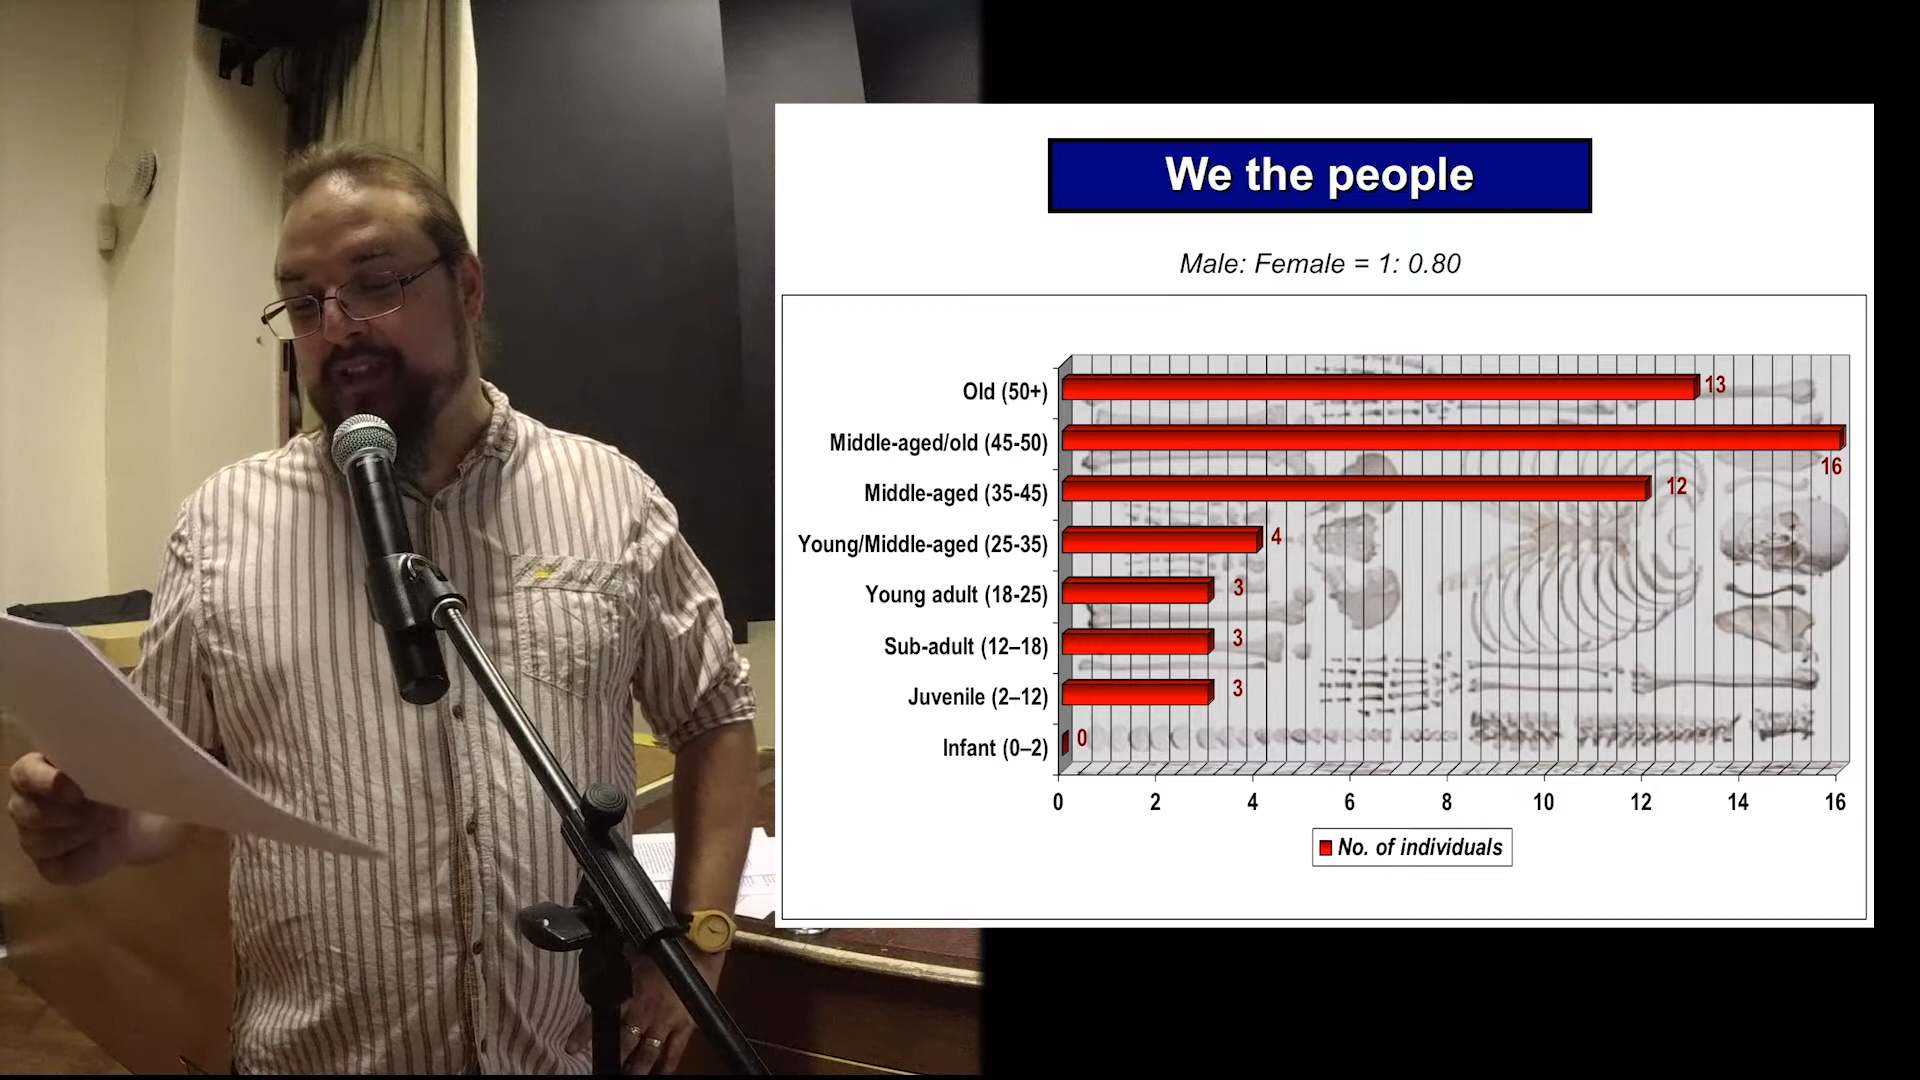 We the people
Male: Female = 1: 0.80
Old (50+)
13
Middle-aged/old (45-50)
16
Middle-aged (35-45)
12
Young/Middle-aged (25-35)
4
Young adult (18-25)
3
Sub-adult (12–18)
3
Juvenile (2–12)
3
Infant (0–2)
0
0 2 4 6 8 10 12 14 16
No. of individuals